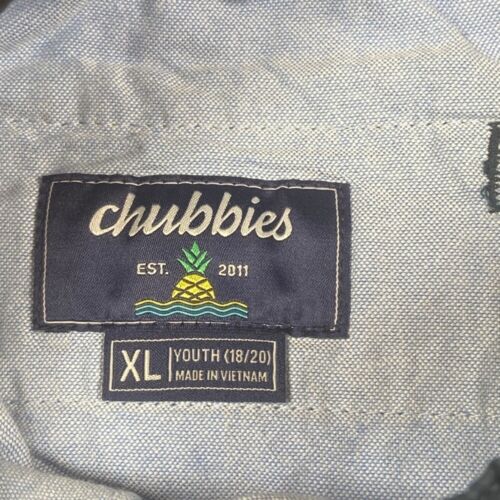 chubbies
EST. 2011
XL
YOUTH (18/20)
MADE IN VIETNAM